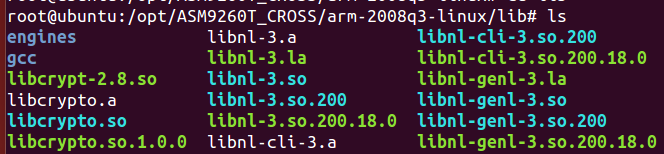 root@ubuntu:/opt/ASM9260T_CROSS/arm-2008q3-linux/lib# ls
engines libnl-3.a libnl-cli-3.so.200
gcc libnl-3.la libnl-cli-3.so.200.18.0
libcrypt-2.8.so libnl-3.so libnl-genl-3.la
libcrypto.a libnl-3.so.200 libnl-genl-3.so
libcrypto.so libnl-3.so.200.18.0 libnl-genl-3.so.200
libcrypto.so.1.0.0 libnl-cli-3.a libnl-genl-3.so.200.18.0